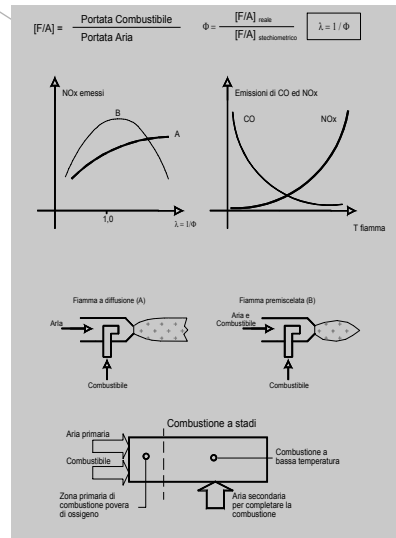 [F/A] = Portata Combustibile
Portata Aria
Φ = [F/A] reale
[F/A] stechiometrico
λ = 1 / Φ
NOx emessi
B
A
1,0
λ = 1/Φ
Emissioni di CO ed NOx
CO
NOx
T fiamma
Fiamma a diffusione (A)
Aria
Combustibile
Fiamma premiscelata (B)
Aria e
Combustibile
Combustibile
Combustione a stadi
Aria primaria
Combustibile
Zona primaria di
combustione povera
di ossigeno
Combustione a
bassa temperatura
Aria secondaria
per completare la
combustione